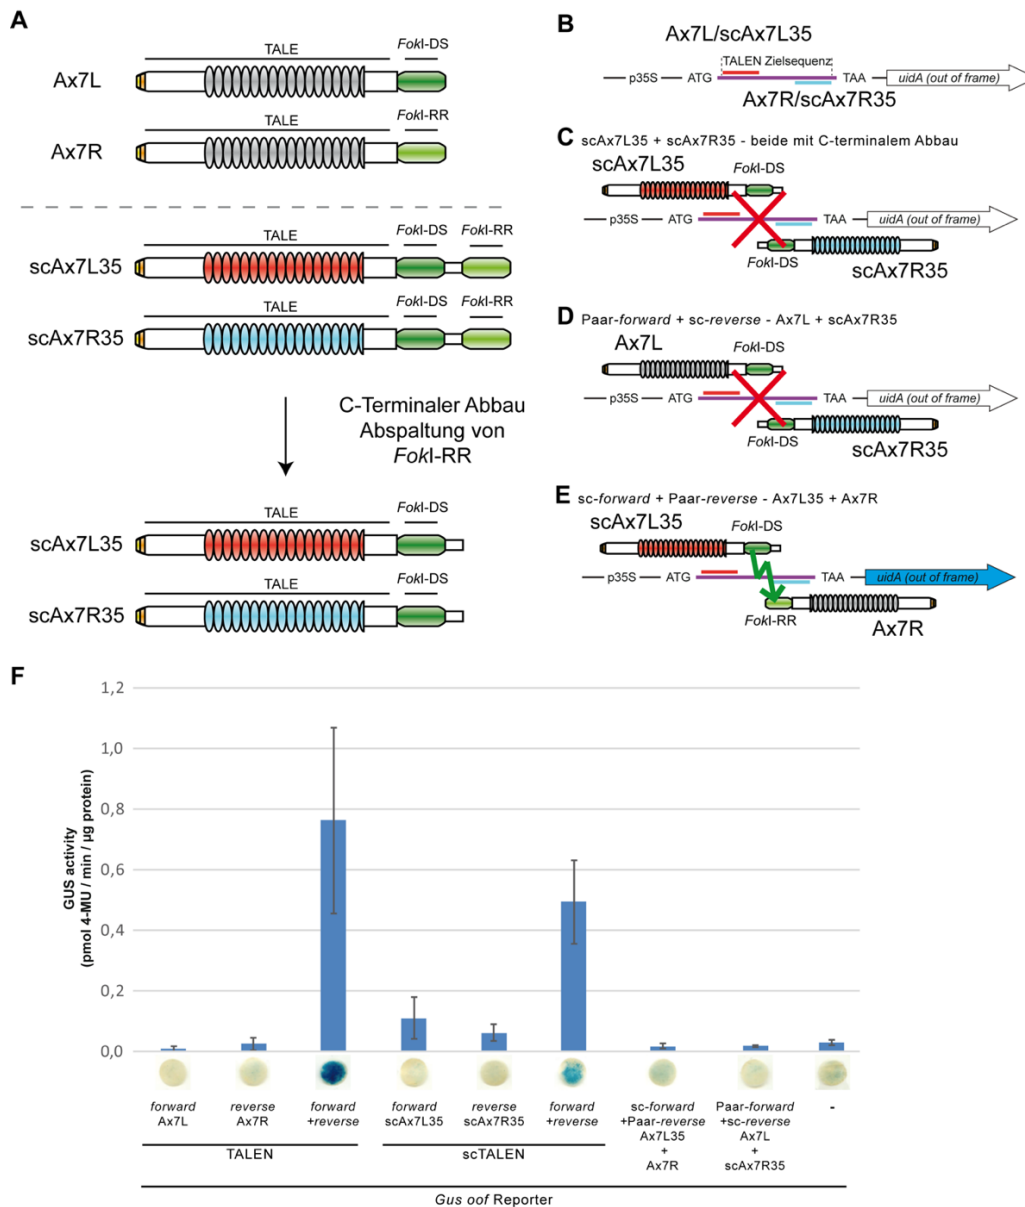 A
TALE
FokI-DS
Ax7L
FokI-RR
Ax7R
TALE
FokI-DS
FokI-RR
scAx7L35
TALE
FokI-DS
FokI-RR
scAx7R35
C-Terminaler Abbau
Abspaltung von
FokI-RR
TALE
FokI-DS
scAx7L35
TALE
FokI-DS
scAx7R35
B
Ax7L/scAx7L35
TALEN Zielsequenz
p35S
ATG
TAA
uidA (out of frame)
Ax7R/scAx7R35
C scAx7L35 + scAx7R35 - beide mit C-terminalem Abbau
scAx7L35
FokI-DS
p35S
ATG
TAA
uidA (out of frame)
FokI-DS
scAx7R35
D Paar-forward + sc-reverse - Ax7L + scAx7R35
Ax7L
FokI-DS
p35S
ATG
TAA
uidA (out of frame)
FokI-DS
scAx7R35
E sc-forward + Paar-reverse - Ax7L35 + Ax7R
scAx7L35
FokI-DS
p35S
ATG
TAA
uidA (out of frame)
FokI-RR
Ax7R
F
GUS activity
(pmol 4-MU / min / µg protein)
1,2
1,0
0,8
0,6
0,4
0,2
0,0
forward
Ax7L
reverse
Ax7R
forward
+reverse
forward
scAx7L35
reverse
scAx7R35
forward
+reverse
sc-forward
+Paar-reverse
Ax7L35
+
Ax7R
Paar-forward
+sc-reverse
Ax7L
+
scAx7R35
-
TALEN
scTALEN
Gus oof Reporter